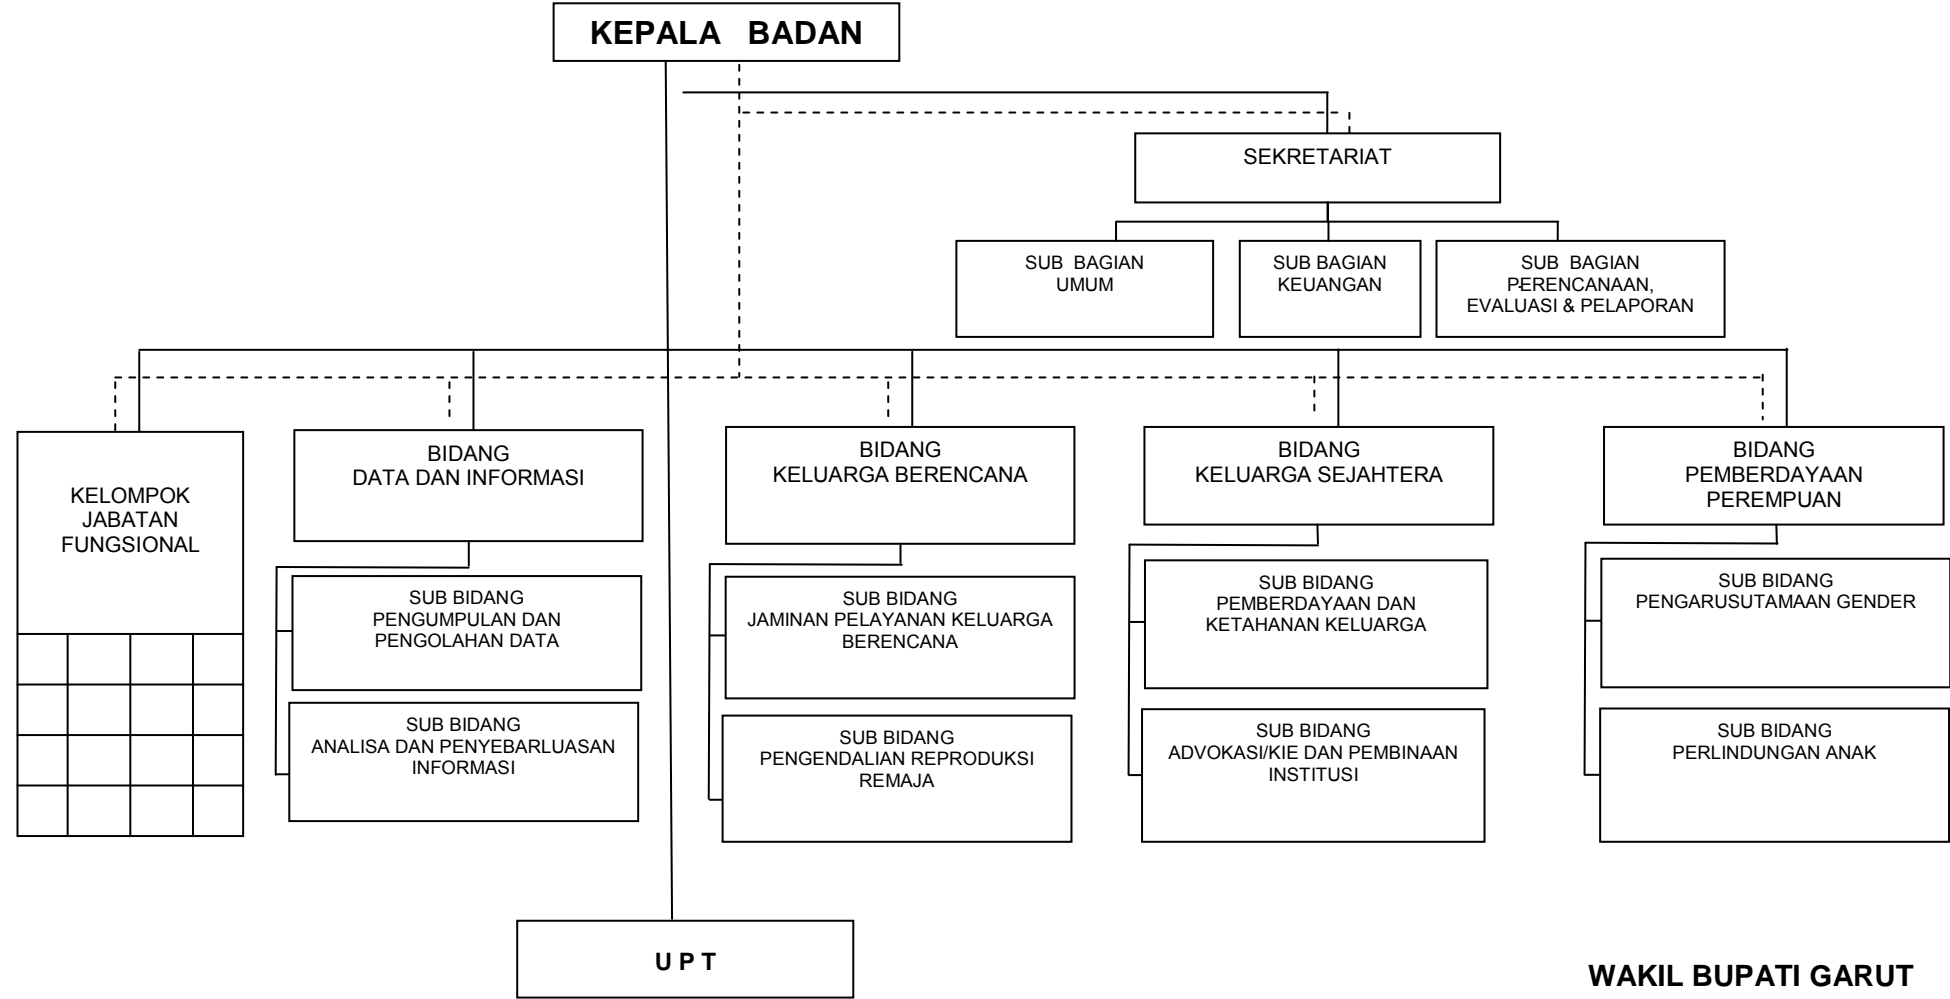 KEPALA BADAN
SEKRETARIAT
SUB BAGIAN
UMUM
SUB BAGIAN
KEUANGAN
SUB BAGIAN
PERENCANAAN,
EVALUASI & PELAPORAN
KELOMPOK
JABATAN
FUNGSIONAL
BIDANG
DATA DAN INFORMASI
BIDANG
KELUARGA BERENCANA
BIDANG
KELUARGA SEJAHTERA
BIDANG
PEMBERDAYAAN
PEREMPUAN
SUB BIDANG
PENGUMPULAN DAN
PENGOLAHAN DATA
SUB BIDANG
JAMINAN PELAYANAN KELUARGA
BERENCANA
SUB BIDANG
PEMBERDAYAAN DAN
KETAHANAN KELUARGA
SUB BIDANG
PENGARUSUTAMAAN GENDER
SUB BIDANG
ANALISA DAN PENYEBARLUASAN
INFORMASI
SUB BIDANG
PENGENDALIAN REPRODUKSI
REMAJA
SUB BIDANG
ADVOKASI/KIE DAN PEMBINAAN
INSTITUSI
SUB BIDANG
PERLINDUNGAN ANAK
U P T
WAKIL BUPATI GARUT